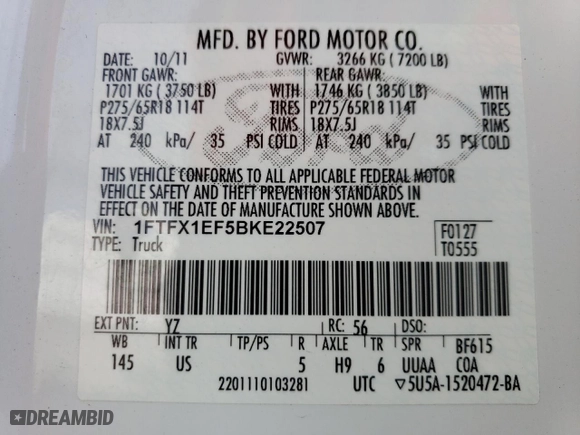 MFD. BY FORD MOTOR CO.
DATE: 10/11 GVWR: 3266 KG ( 7200 LB)
FRONT GAWR: REAR GAWR:
1701 KG ( 3750 LB) WITH 1746 KG ( 3850 LB) WITH
P275/65R18 114T TIRES P275/65R18 114T TIRES
18X7.5J RIMS 18X7.5J RIMS
AT 240 kPa/ 35 PSI COLD AT 240 kPa/ 35 PSI COLD
THIS VEHICLE CONFORMS TO ALL APPLICABLE FEDERAL MOTOR
VEHICLE SAFETY AND THEFT PREVENTION STANDARDS IN
EFFECT ON THE DATE OF MANUFACTURE SHOWN ABOVE.
VIN: 1FTFX1EF5BKE22507 F0127
TYPE: Truck T0555
EXT PNT: YZ RC: 56 DSO:
WB INT TR TP/PS R AXLE TR SPR BF615
145 US 5 H9 6 UUAA COA
2201110103281 UTC ▽5U5A-1520472-BA
Ford
DREAMBID